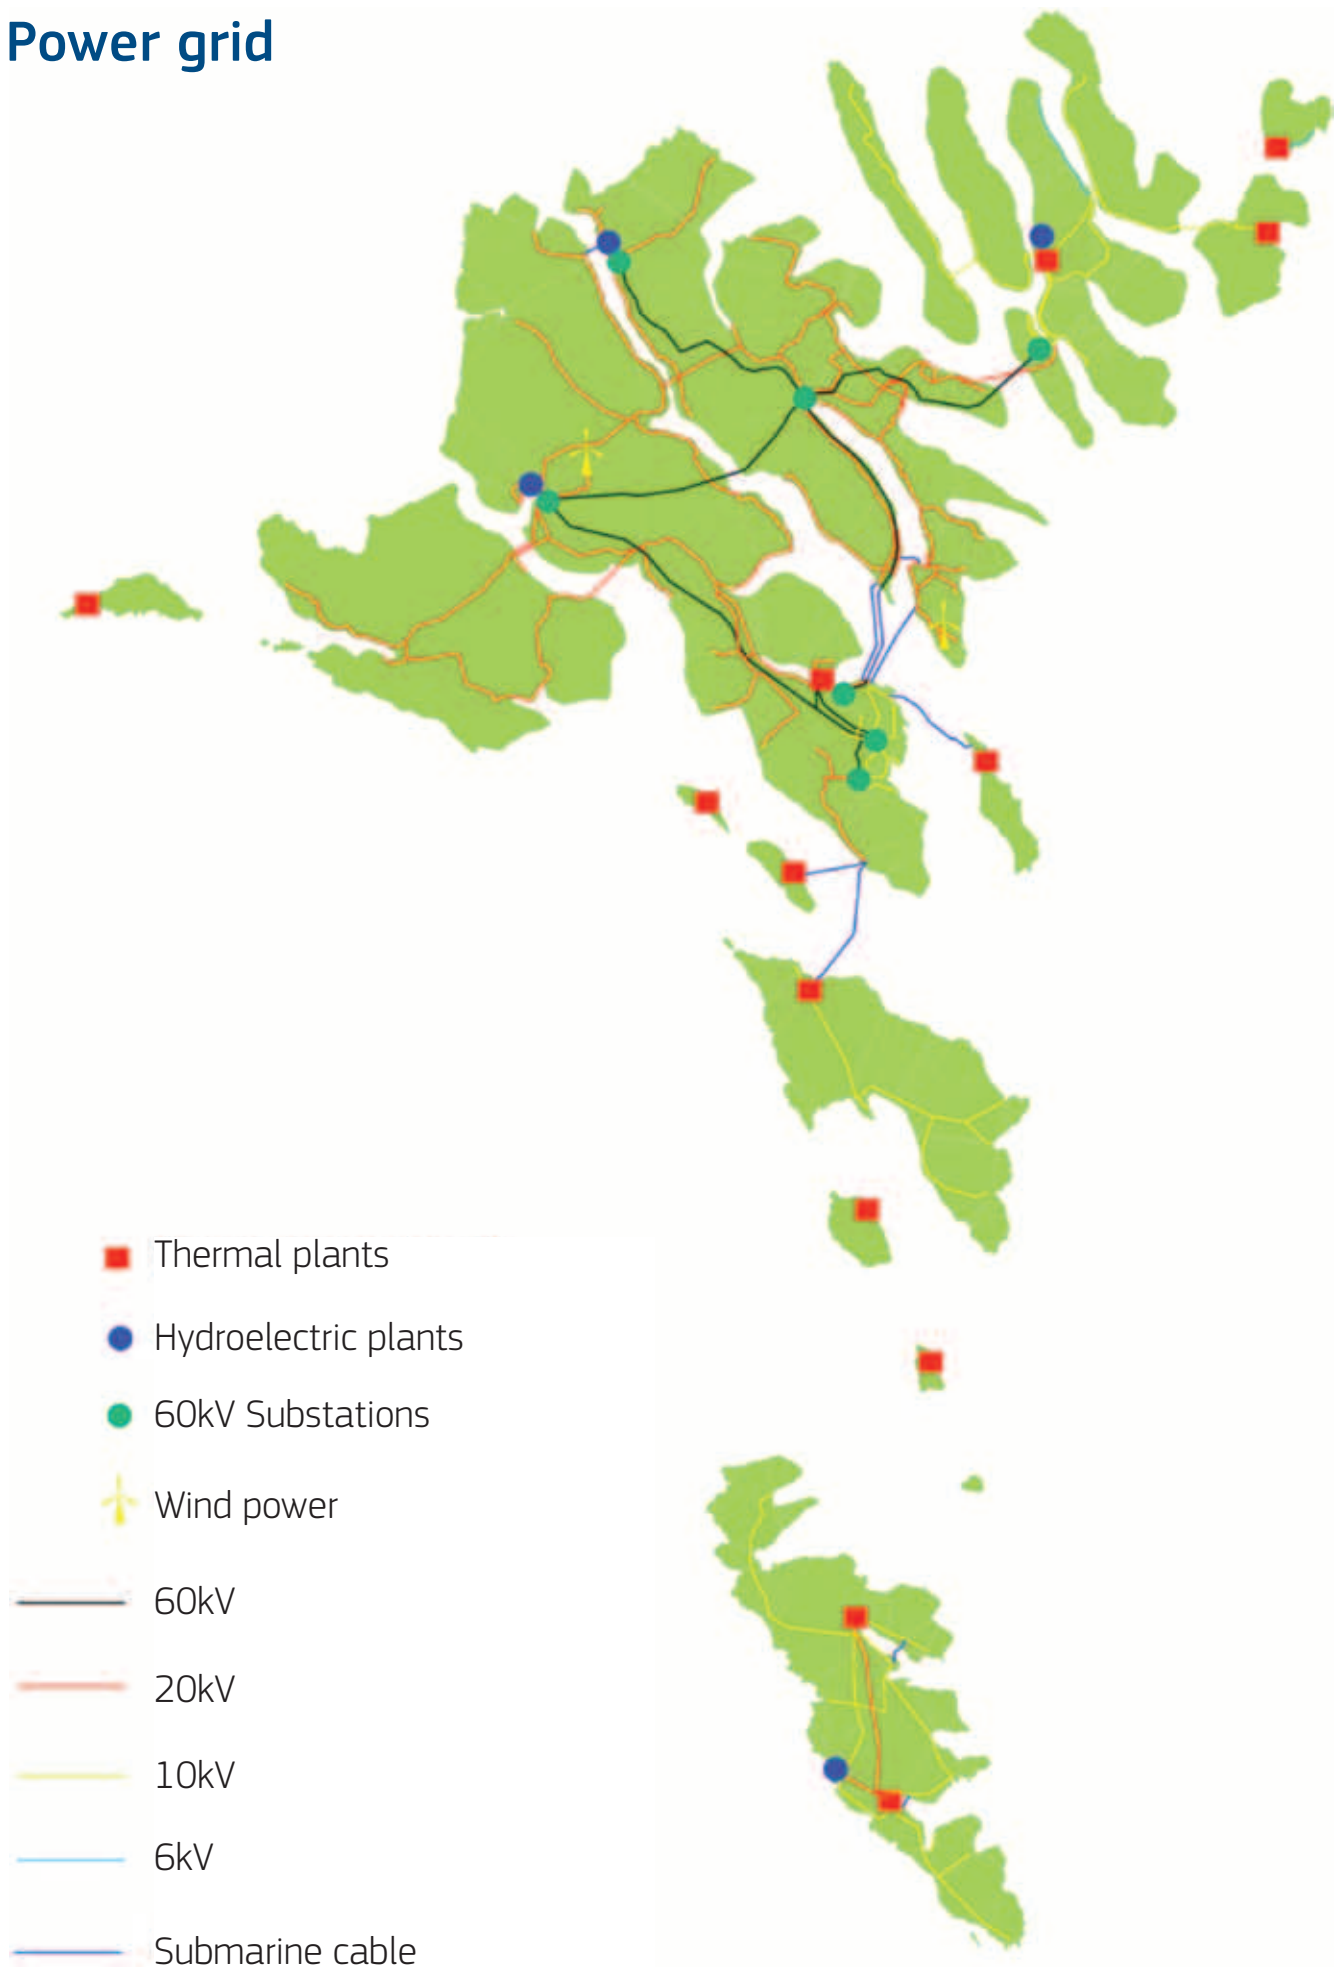 Power grid
Thermal plants
Hydroelectric plants
60kV Substations
Wind power
60kV
20kV
10kV
6kV
Submarine cable